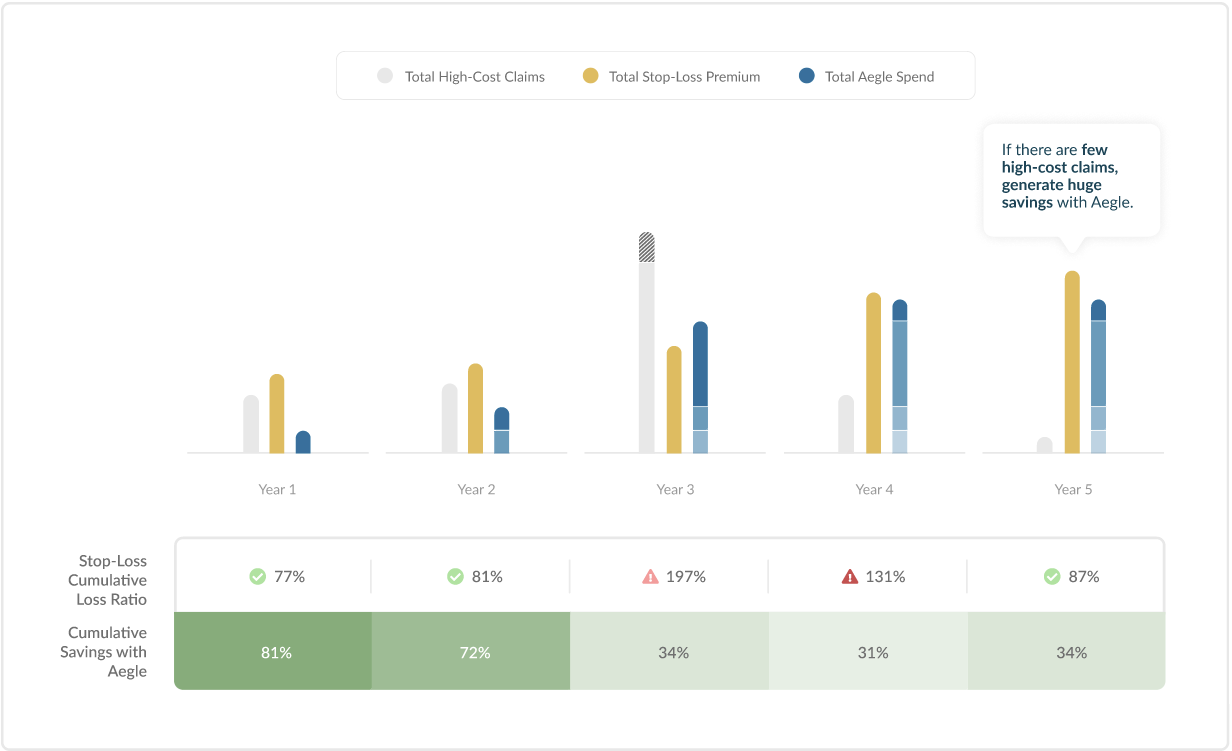 Total High-Cost Claims
Total Stop-Loss Premium
Total Aegle Spend
If there are few
high-cost claims,
generate huge
savings with Aegle.
Year 1
Year 2
Year 3
Year 4
Year 5
Stop-Loss
Cumulative
Loss Ratio
77%
81%
197%
131%
87%
Cumulative
Savings with
Aegle
81%
72%
34%
31%
34%